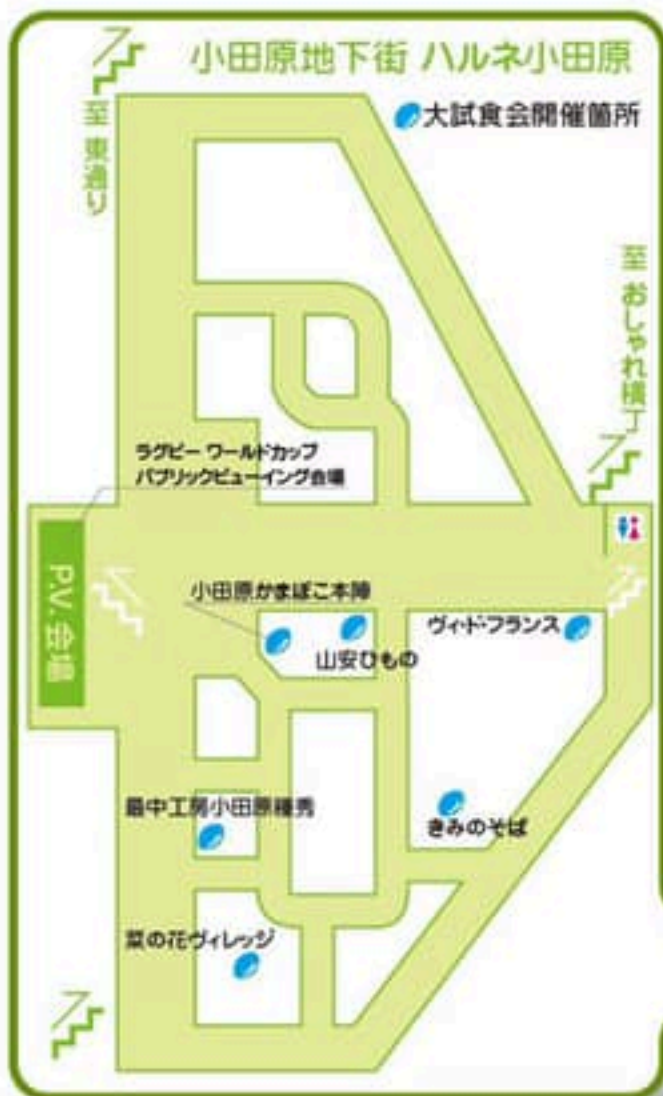 小田原地下街 ハルネ小田原
大試食会開催箇所
至 東通り
至 おしゃれ横丁
ラグビー ワールドカップ
パブリックビューイング会場
P.V.会場
小田原かまぼこ本陣
山安ひもの
ヴィ・ド・フランス
最中工房小田原種秀
きみのそば
菜の花ヴィレッジ